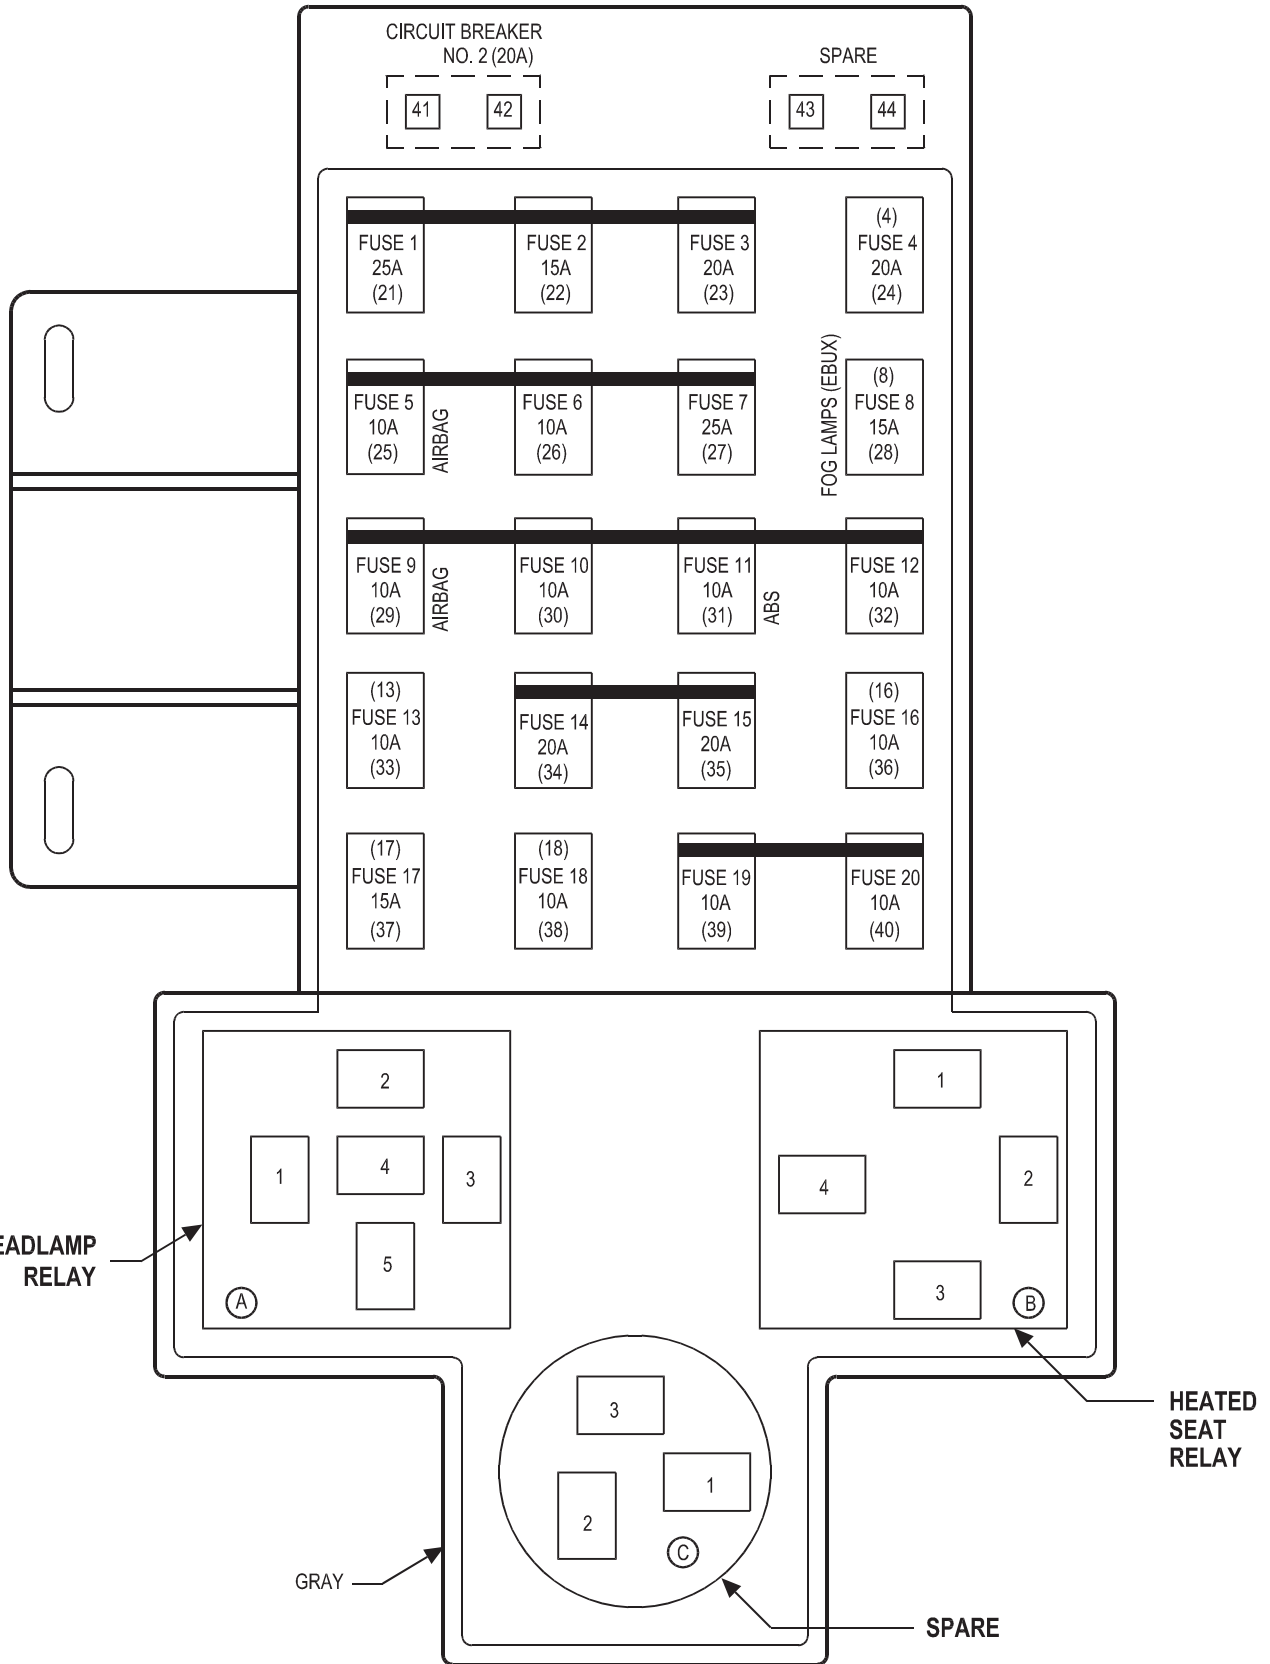 CIRCUIT BREAKER
NO. 2 (20A)
SPARE
41 42 43 44
FUSE 1
25A
(21)
FUSE 2
15A
(22)
FUSE 3
20A
(23)
(4)
FUSE 4
20A
(24)
FUSE 5
10A
(25)
AIRBAG
FUSE 6
10A
(26)
FUSE 7
25A
(27)
FOG LAMPS (EBUX)
(8)
FUSE 8
15A
(28)
FUSE 9
10A
(29)
AIRBAG
FUSE 10
10A
(30)
FUSE 11
10A
(31)
ABS
FUSE 12
10A
(32)
(13)
FUSE 13
10A
(33)
FUSE 14
20A
(34)
FUSE 15
20A
(35)
(16)
FUSE 16
10A
(36)
(17)
FUSE 17
15A
(37)
(18)
FUSE 18
10A
(38)
FUSE 19
10A
(39)
FUSE 20
10A
(40)
2
1
4
3
5
A
EADLAMP
RELAY
1
4
2
3
B
HEATED
SEAT
RELAY
3
1
2
C
GRAY
SPARE